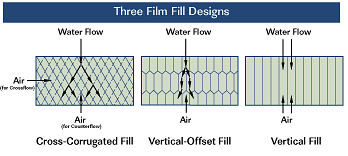 Three Film Fill Designs
Water Flow
Water Flow
Water Flow
Air
(for Crossflow)
Air
(for Counterflow)
Air
Air
Cross-Corrugated Fill
Vertical-Offset Fill
Vertical Fill